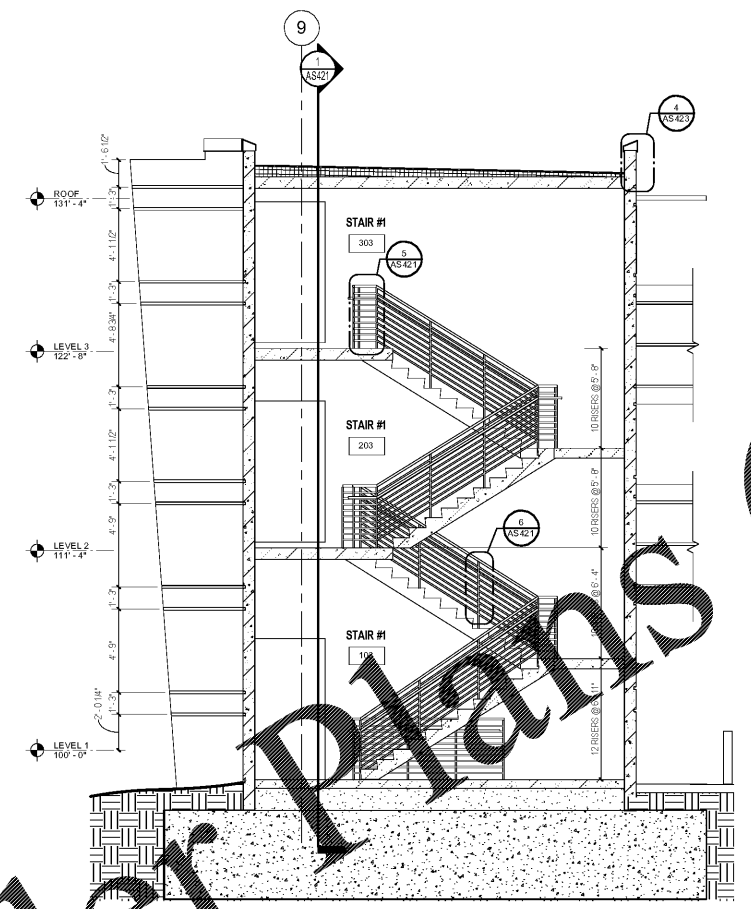 9
1
AS421
4
AS423
1'-6 1/2"
ROOF
131' - 4"
1'-3"
STAIR #1
303
5
AS421
4'-11 1/2"
1'-3"
4'-8 3/4"
LEVEL 3
122' - 8"
1'-3"
10 RISERS @ 5' - 8"
STAIR #1
203
4'-11 1/2"
1'-3"
4'-9"
10 RISERS @ 5' - 8"
6
AS421
LEVEL 2
111' - 4"
1'-3"
@ 6' - 4"
STAIR #1
4'-9"
1'-3"
2'-0 1/4"
12 RISERS @
LEVEL 1
100' - 0"
Plans